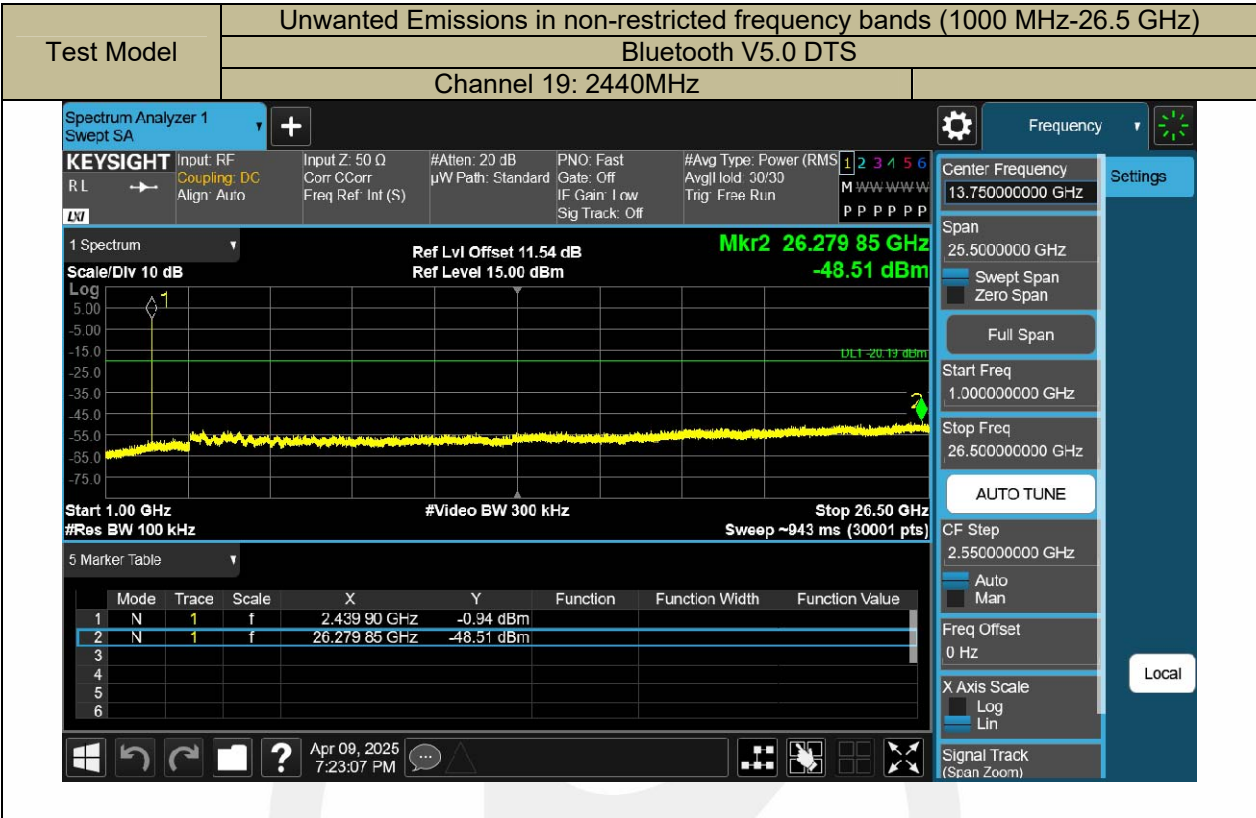 Test Model
Unwanted Emissions in non-restricted frequency bands (1000 MHz-26.5 GHz)
Bluetooth V5.0 DTS
Channel 19: 2440MHz
Spectrum Analyzer 1
Swept SA
Frequency
KEYSIGHT
R L
LXI
Input: RF
Coupling: DC
Align: Auto
Input Z: 50 Ω
Corr CCorr
Freq Ref: Int (S)
#Atten: 20 dB
µW Path: Standard
PNO: Fast
Gate: Off
IF Gain: Low
Sig Track: Off
#Avg Type: Power (RMS
Avg|Hold: 30/30
Trig: Free Run
1 2 3 4 5 6
M W W W W W
P P P P P P
1 Spectrum
Scale/Div 10 dB
Ref Lvl Offset 11.54 dB
Ref Level 15.00 dBm
Mkr2 26.279 85 GHz
-48.51 dBm
Log
5.00
-5.00
-15.0
-25.0
-35.0
-45.0
-55.0
-65.0
-75.0
1
2
DL1 -20.19 dBm
Start 1.00 GHz
#Res BW 100 kHz
#Video BW 300 kHz
Stop 26.50 GHz
Sweep ~943 ms (30001 pts)
5 Marker Table
Mode Trace Scale X Y Function Function Width Function Value
1 N 1 f 2.439 90 GHz -0.94 dBm
2 N 1 f 26.279 85 GHz -48.51 dBm
3
4
5
6
Apr 09, 2025
7:23:07 PM
Center Frequency
13.750000000 GHz
Settings
Span
25.5000000 GHz
Swept Span
Zero Span
Full Span
Start Freq
1.000000000 GHz
Stop Freq
26.500000000 GHz
AUTO TUNE
CF Step
2.550000000 GHz
Auto
Man
Freq Offset
0 Hz
X Axis Scale
Log
Lin
Local
Signal Track
(Span Zoom)